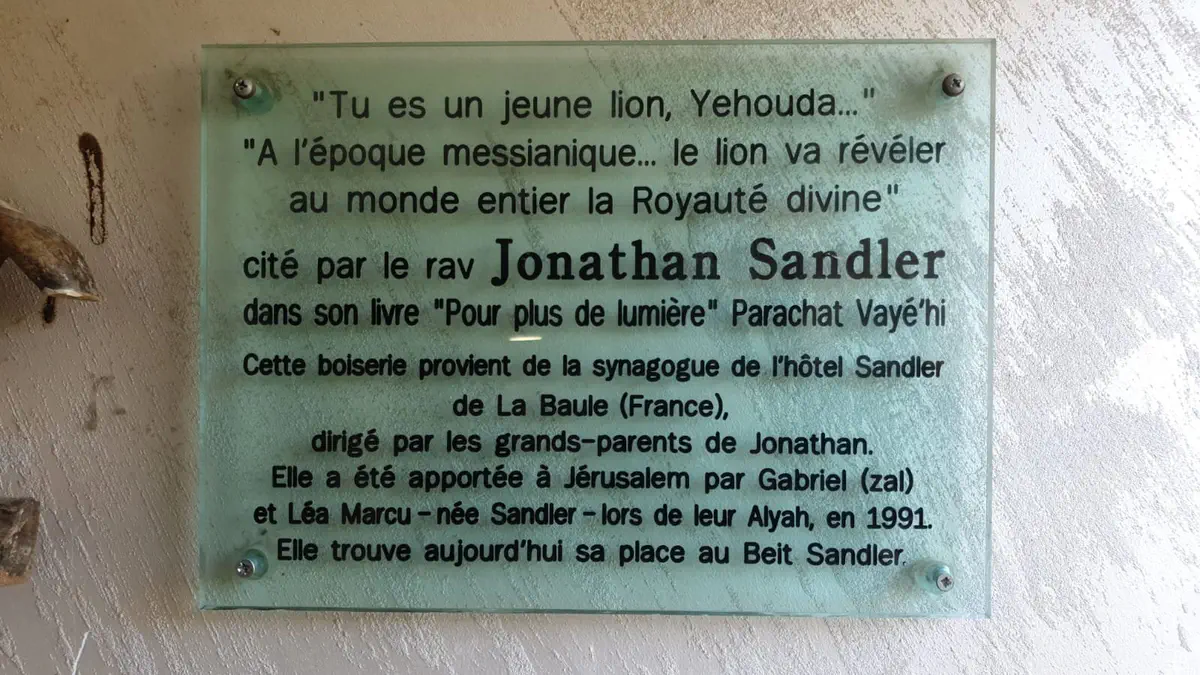 "Tu es un jeune lion, Yehouda..."
"A l'époque messianique... le lion va révéler
au monde entier la Royauté divine"
cité par le rav Jonathan Sandler
dans son livre "Pour plus de lumière" Parachat Vayé'hi
Cette boiserie provient de la synagogue de l'hôtel Sandler
de La Baule (France),
dirigé par les grands-parents de Jonathan.
Elle a été apportée à Jérusalem par Gabriel (zal)
et Léa Marcu - née Sandler - lors de leur Alyah, en 1991.
Elle trouve aujourd'hui sa place au Beit Sandler.